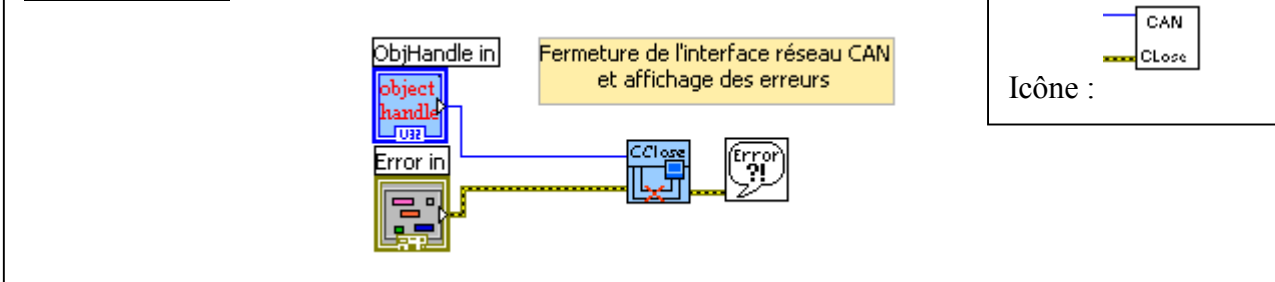 ObjHandle in
Fermeture de l'interface réseau CAN
et affichage des erreurs
object
handle
U32
Error in
CClose
Error
?!
CAN
CLose
Icône :